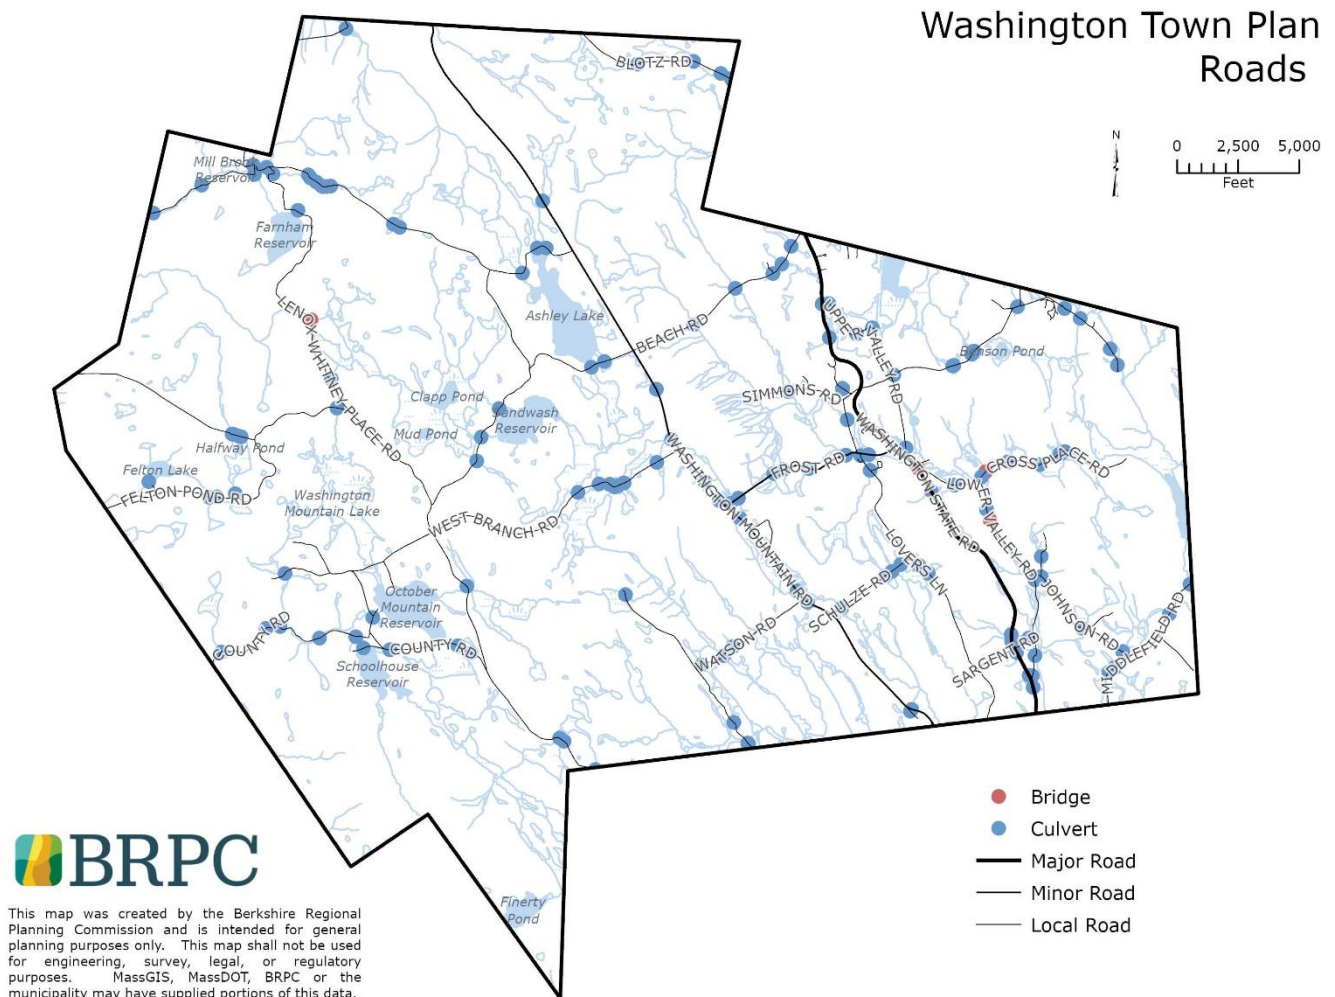 Washington Town Plan
Roads
N
0 2,500 5,000
Feet
BLOTZ RD
Mill Brook
Reservoir
Farnham
Reservoir
LENOX-WHITNEY PLACE RD
Ashley Lake
BEACH RD
UPPER VALLEY RD
Bynson Pond
Clapp Pond
Sandwash
Reservoir
Mud Pond
SIMMONS RD
Halfway Pond
Felton Lake
FELTON POND RD
Washington
Mountain Lake
WEST BRANCH RD
WASHINGTON MOUNTAIN RD
FROST RD
WASHINGTON STATE RD
CROSS PLACE RD
LOWER VALLEY RD
LOVERS LN
SCHULZE RD
JOHNSON RD
October
Mountain
Reservoir
COUNTY RD
COUNTY RD
Schoolhouse
Reservoir
WATSON RD
SARGENT RD
MIDDLEFIELD RD
Finerty
Pond
Bridge
Culvert
Major Road
Minor Road
Local Road
BRPC
This map was created by the Berkshire Regional
Planning Commission and is intended for general
planning purposes only. This map shall not be used
for engineering, survey, legal, or regulatory
purposes. MassGIS, MassDOT, BRPC or the
municipality may have supplied portions of this data.